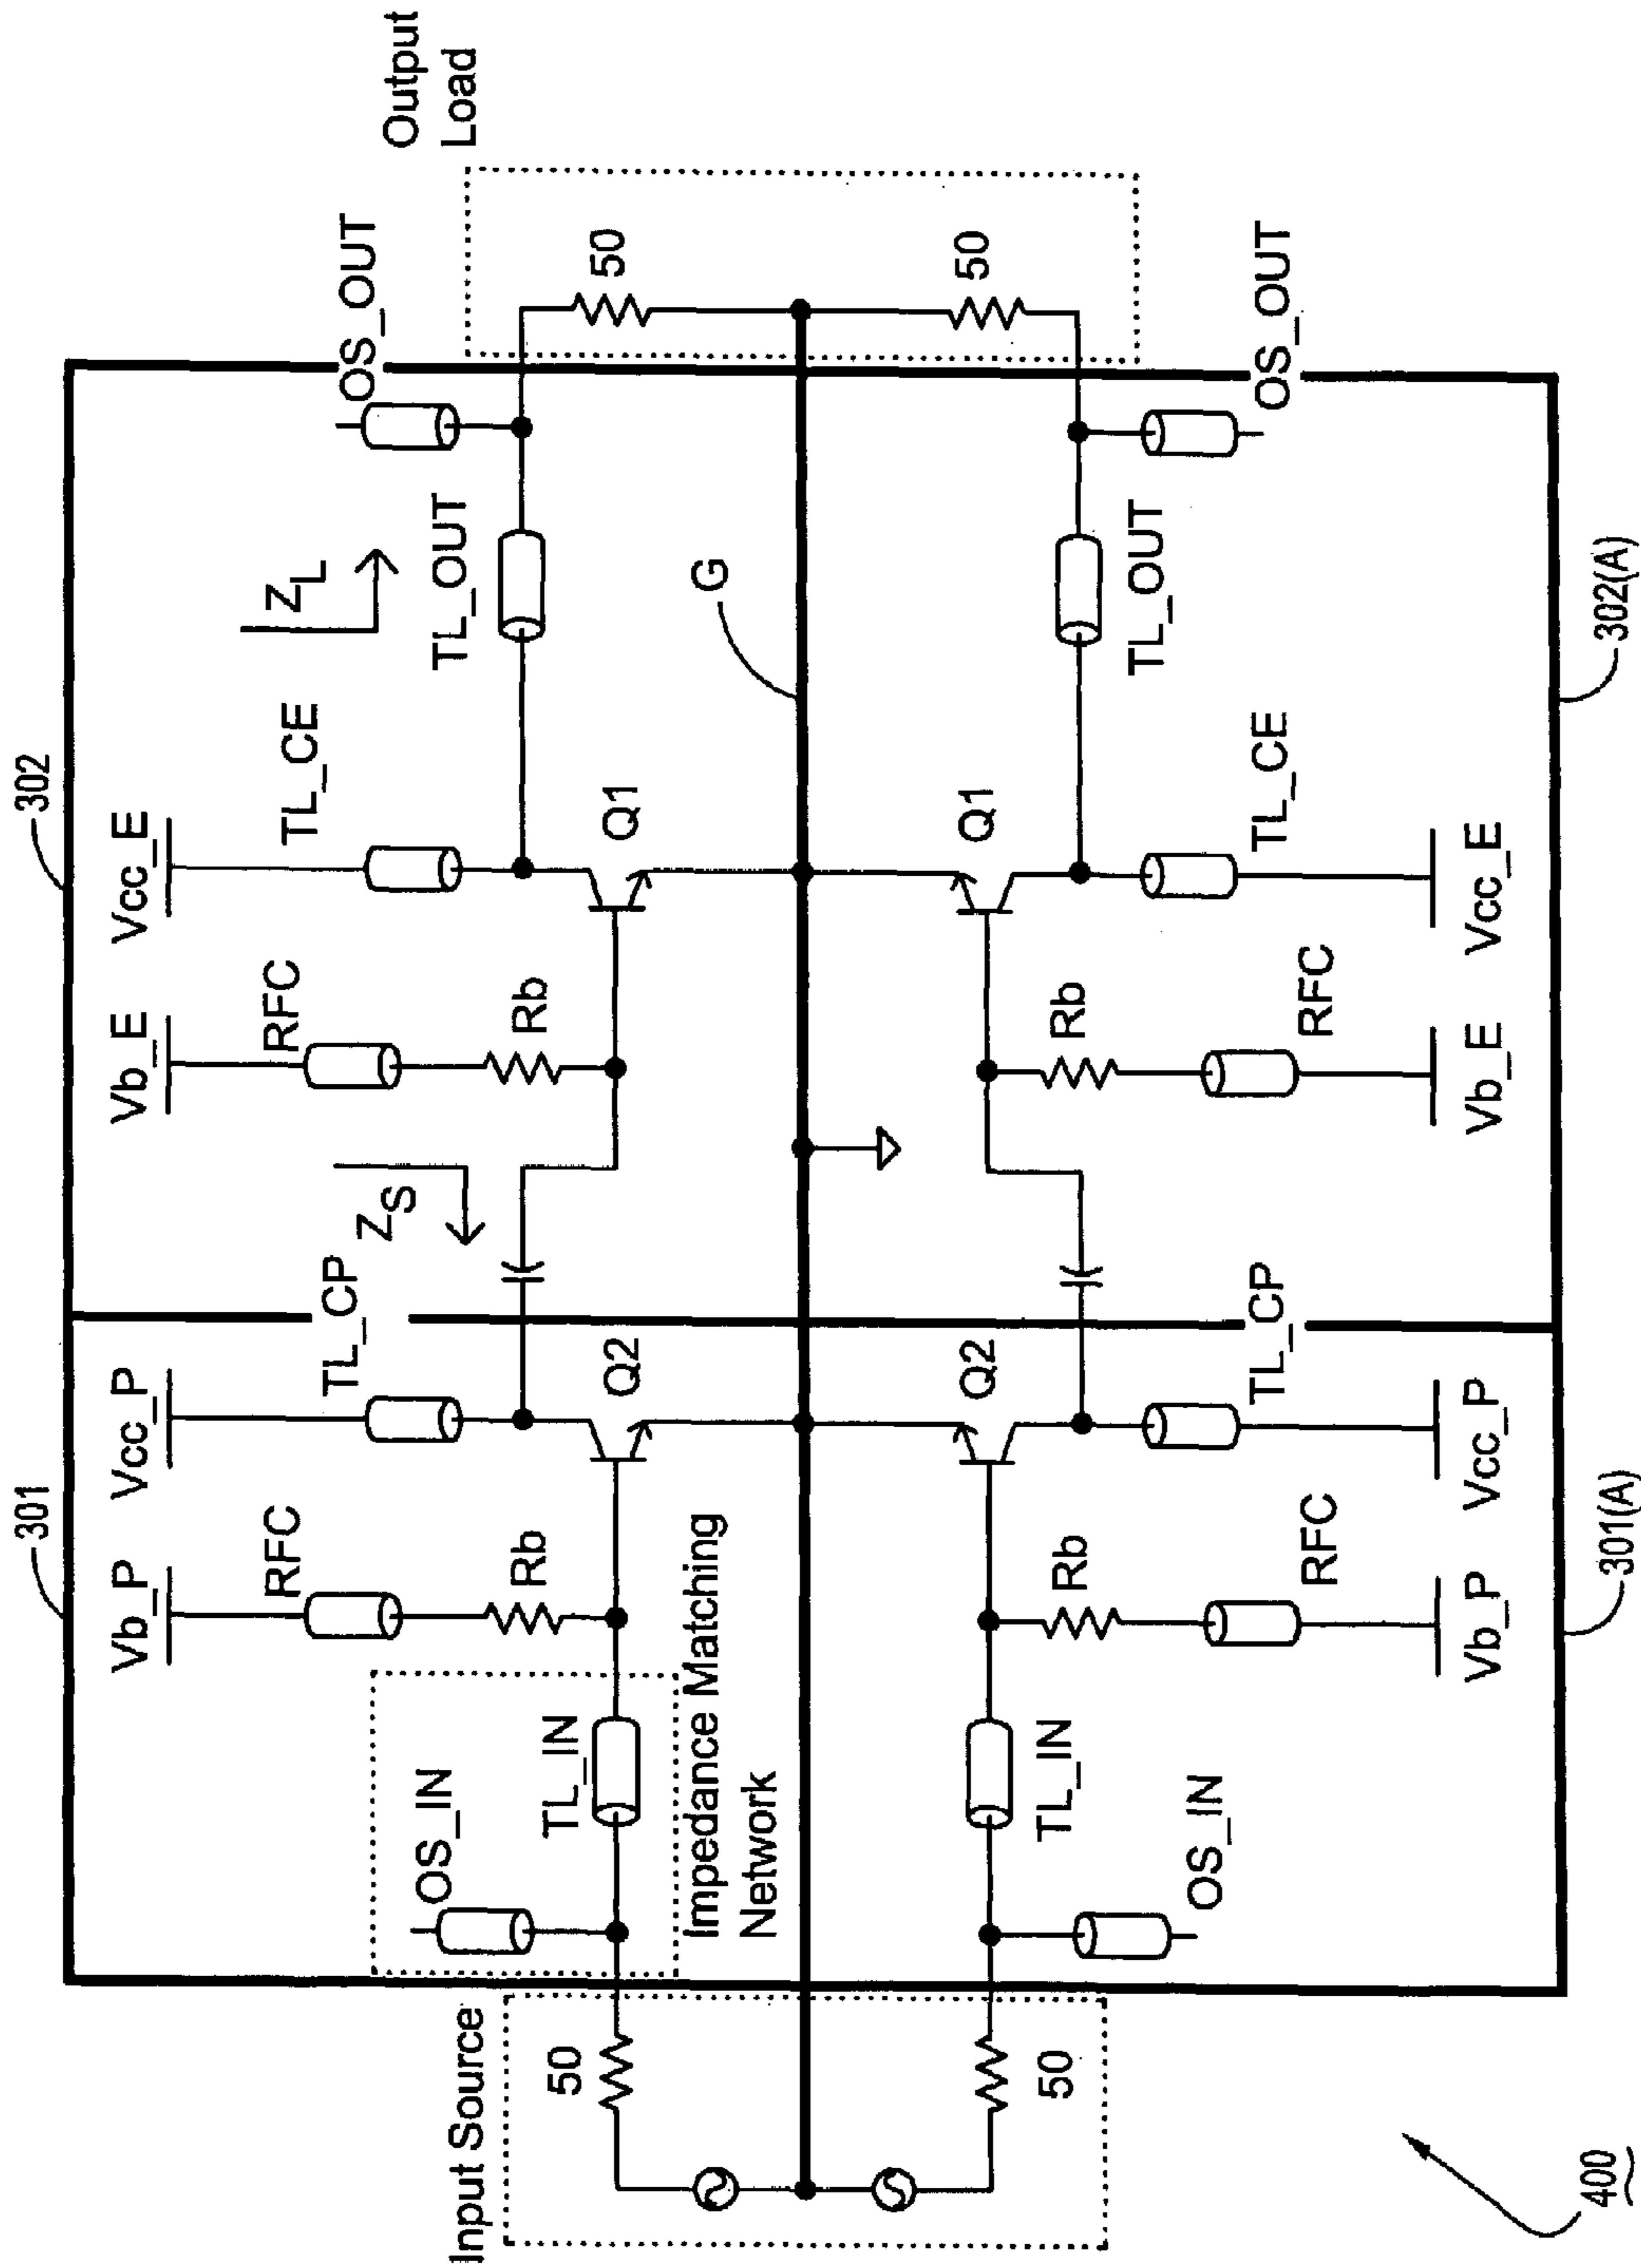 Output
Load
302
Vcc_E
TL_CE
OS_OUT
Z_L
TL_OUT
50
Vb_E
RFC
Rb
Z_S
Q1
G
50
Q1
TL_OUT
OS_OUT
Rb
RFC
TL_CE
Vb_E
Vcc_E
302(A)
301
Vcc_P
TL_CP
Vb_P
RFC
Rb
Q2
OS_IN
TL_IN
Impedance Matching
Network
Input Source
50
50
Q2
TL_IN
OS_IN
Rb
RFC
TL_CP
Vb_P
Vcc_P
301(A)
400